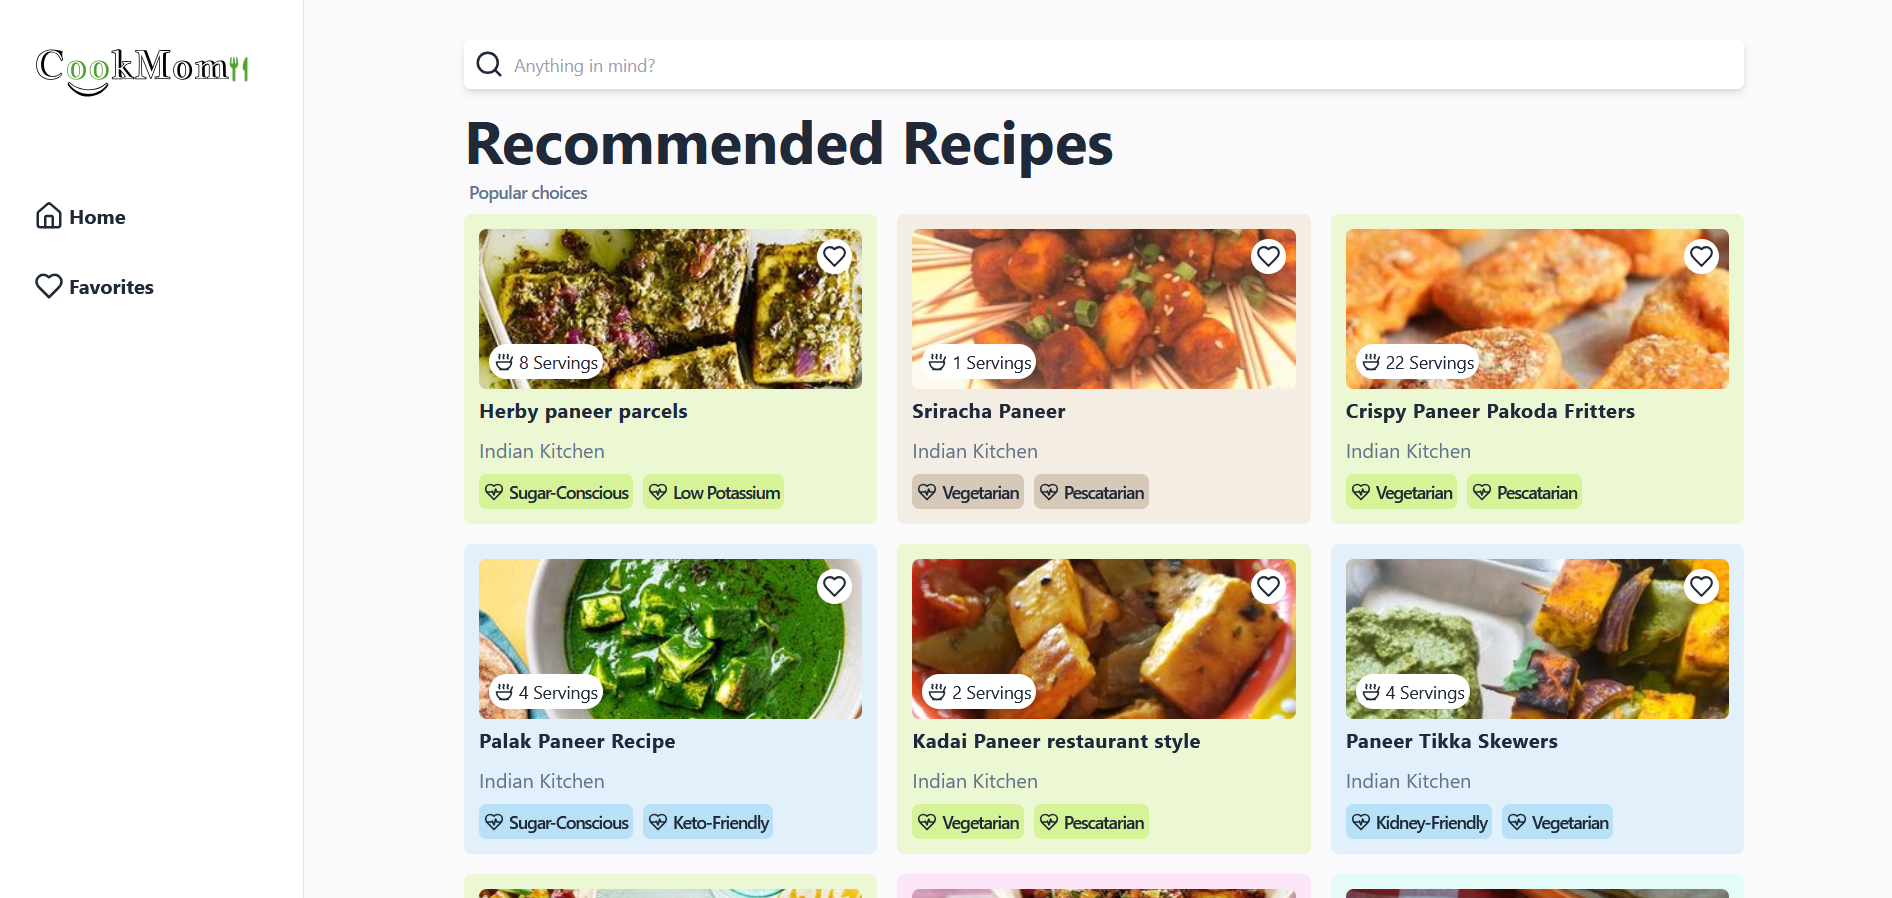 CookMom
Anything in mind?
Home
Favorites
Recommended Recipes
Popular choices
8 Servings
Herby paneer parcels
Indian Kitchen
Sugar-Conscious
Low Potassium
1 Servings
Sriracha Paneer
Indian Kitchen
Vegetarian
Pescatarian
22 Servings
Crispy Paneer Pakoda Fritters
Indian Kitchen
Vegetarian
Pescatarian
4 Servings
Palak Paneer Recipe
Indian Kitchen
Sugar-Conscious
Keto-Friendly
2 Servings
Kadai Paneer restaurant style
Indian Kitchen
Vegetarian
Pescatarian
4 Servings
Paneer Tikka Skewers
Indian Kitchen
Kidney-Friendly
Vegetarian